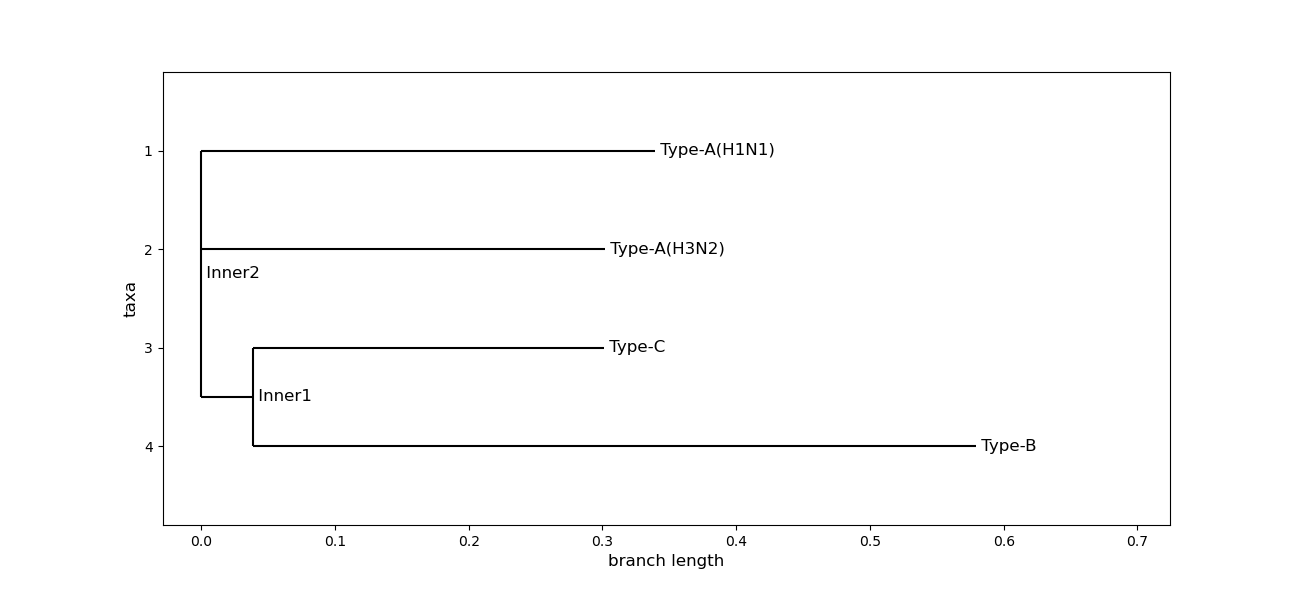 1
Type-A(H1N1)
2
Type-A(H3N2)
Inner2
taxa
3
Type-C
Inner1
4
Type-B
0.0 0.1 0.2 0.3 0.4 0.5 0.6 0.7
branch length